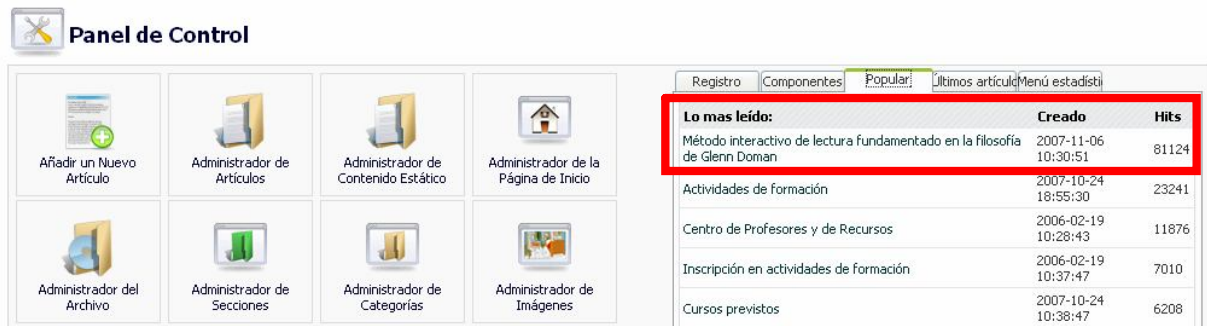 Panel de Control
Añadir un Nuevo
Artículo
Administrador de
Artículos
Administrador de
Contenido Estático
Administrador de la
Página de Inicio
Administrador del
Archivo
Administrador de
Secciones
Administrador de
Categorías
Administrador de
Imágenes
Registro Componentes Popular Últimos artículo Menú estadísti
Lo mas leído: Creado Hits
Método interactivo de lectura fundamentado en la filosofía
de Glenn Doman 2007-11-06
10:30:51 81124
Actividades de formación 2007-10-24
18:55:30 23241
Centro de Profesores y de Recursos 2006-02-19
10:28:43 11876
Inscripción en actividades de formación 2006-02-19
10:37:47 7010
Cursos previstos 2007-10-24
10:38:47 6208